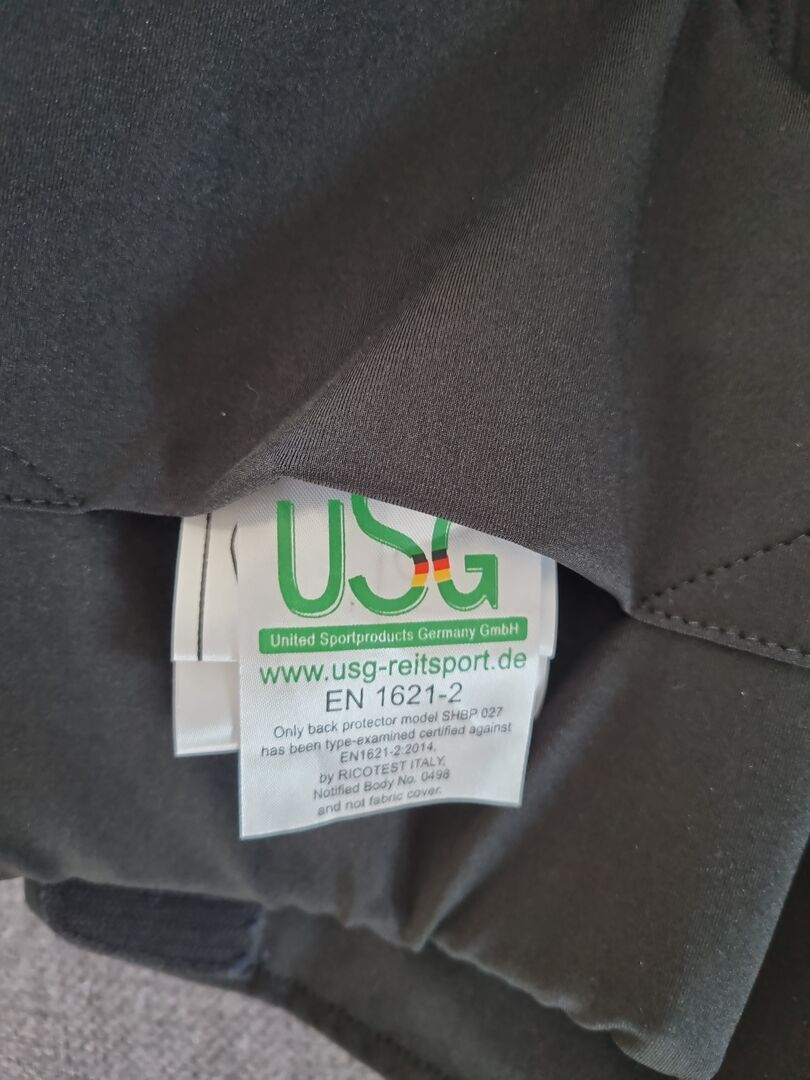 USG
United Sportproducts Germany GmbH
www.usg-reitsport.de
EN 1621-2
Only back protector model SHBP 027
has been type-examined certified against
EN1621-2:2014,
by RICOTEST ITALY,
Notified Body No. 0498
and not fabric cover.